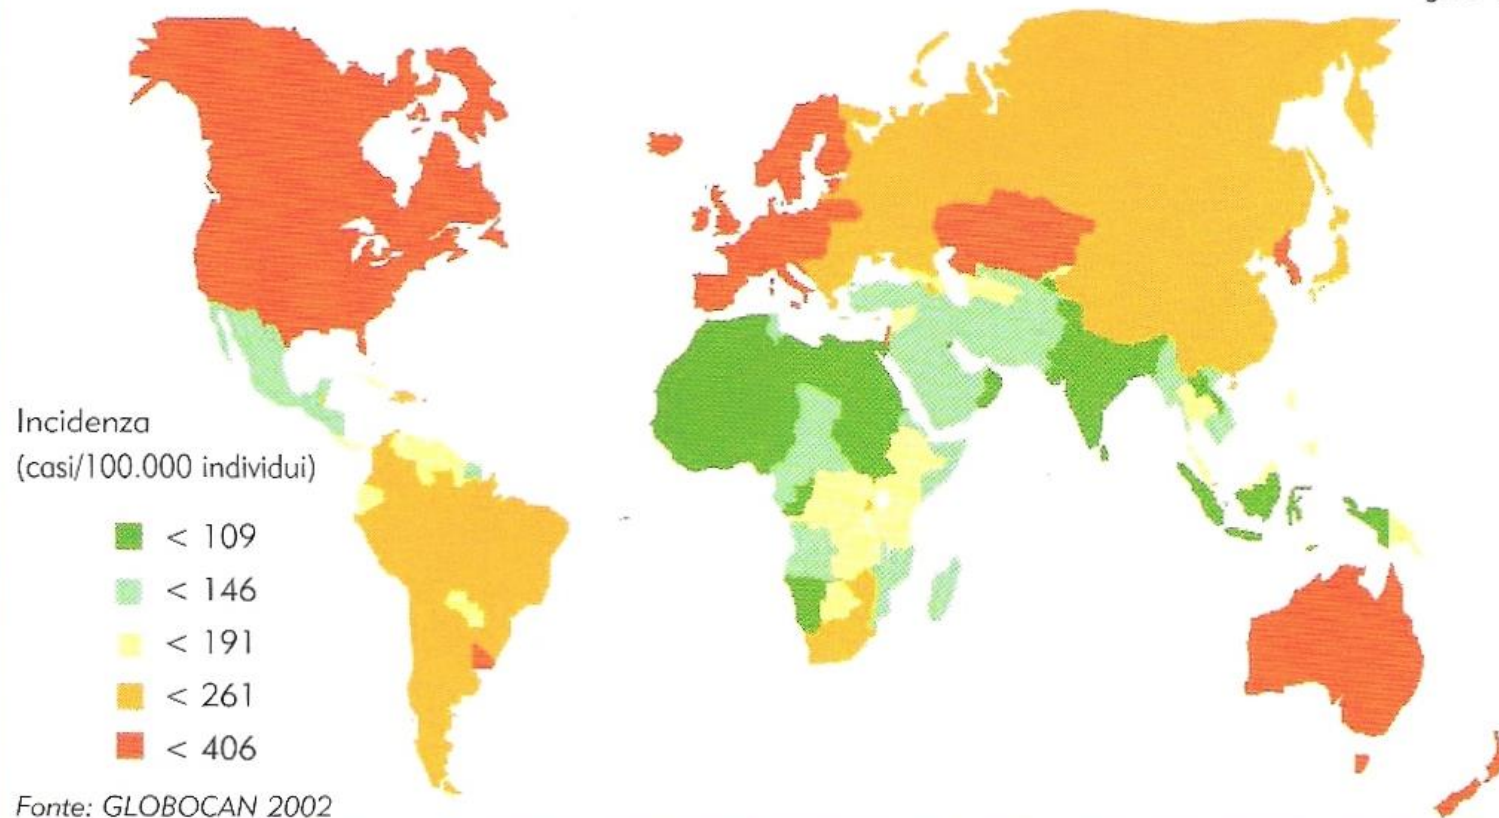 Incidenza
(casi/100.000 individui)
< 109
< 146
< 191
< 261
< 406
Fonte: GLOBOCAN 2002